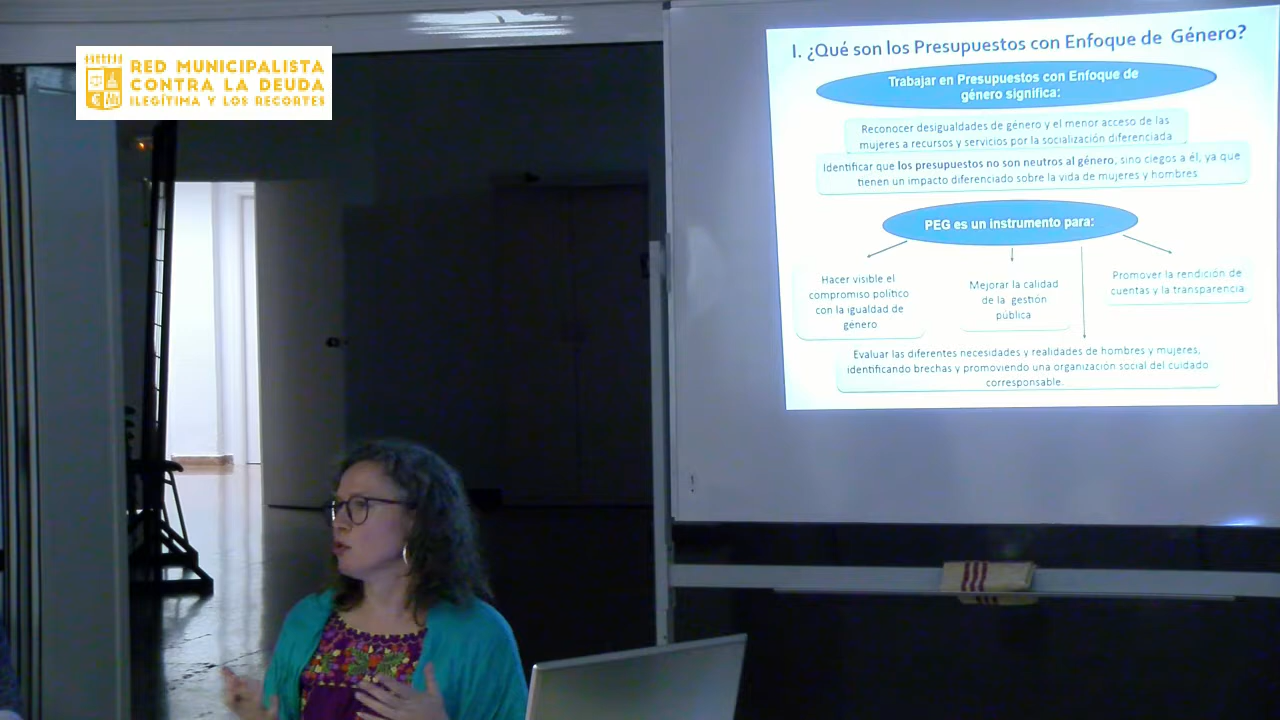 RED MUNICIPALISTA
CONTRA LA DEUDA
ILEGÍTIMA Y LOS RECORTES
I. ¿Qué son los Presupuestos con Enfoque de Género?
Trabajar en Presupuestos con Enfoque de
género significa:
Reconocer desigualdades de género y el menor acceso de las
mujeres a recursos y servicios por la socialización diferenciada
Identificar que los presupuestos no son neutros al género, sino ciegos a él, ya que
tienen un impacto diferenciado sobre la vida de mujeres y hombres
PEG es un instrumento para:
Hacer visible el
compromiso político
con la igualdad de
género
Mejorar la calidad
de la gestión
pública
Promover la rendición de
cuentas y la transparencia
Evaluar las diferentes necesidades y realidades de hombres y mujeres,
identificando brechas y promoviendo una organización social del cuidado
corresponsable.